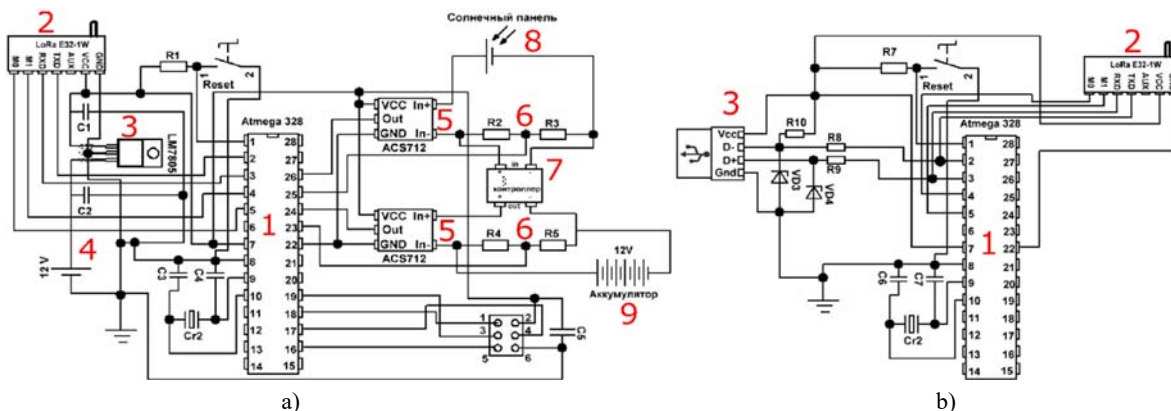 2
LoRa E32-1W
M0 M1 RXD TXD AUX VCC GND
R1
1 2
Reset
C1
3
LM7805
C2
4
12 V
Atmega 328
1
1 28
2 27
3 26
4 25
5 24
6 23
7 22
8 21
9 20
10 19
11 18
12 17
13 16
14 15
C3
C4
Cr2
Солнечный панель
8
VCC In+
Out
GND In-
ACS712
5
R2
6
R3
in
контроллер
out
7
VCC In+
Out
GND In-
ACS712
5
R4
6
R5
12V
Аккумулятор
9
1 2
3 4
5 6
C5
a)
2
LoRa E32-1W
M0 M1 RXD TXD AUX VCC GND
R7
1 2
Reset
3
Vcc
D-
D+
Gnd
R10
R8
R9
VD3
VD4
Atmega 328
1
1 28
2 27
3 26
4 25
5 24
6 23
7 22
8 21
9 20
10 19
11 18
12 17
13 16
14 15
C6
C7
Cr2
b)